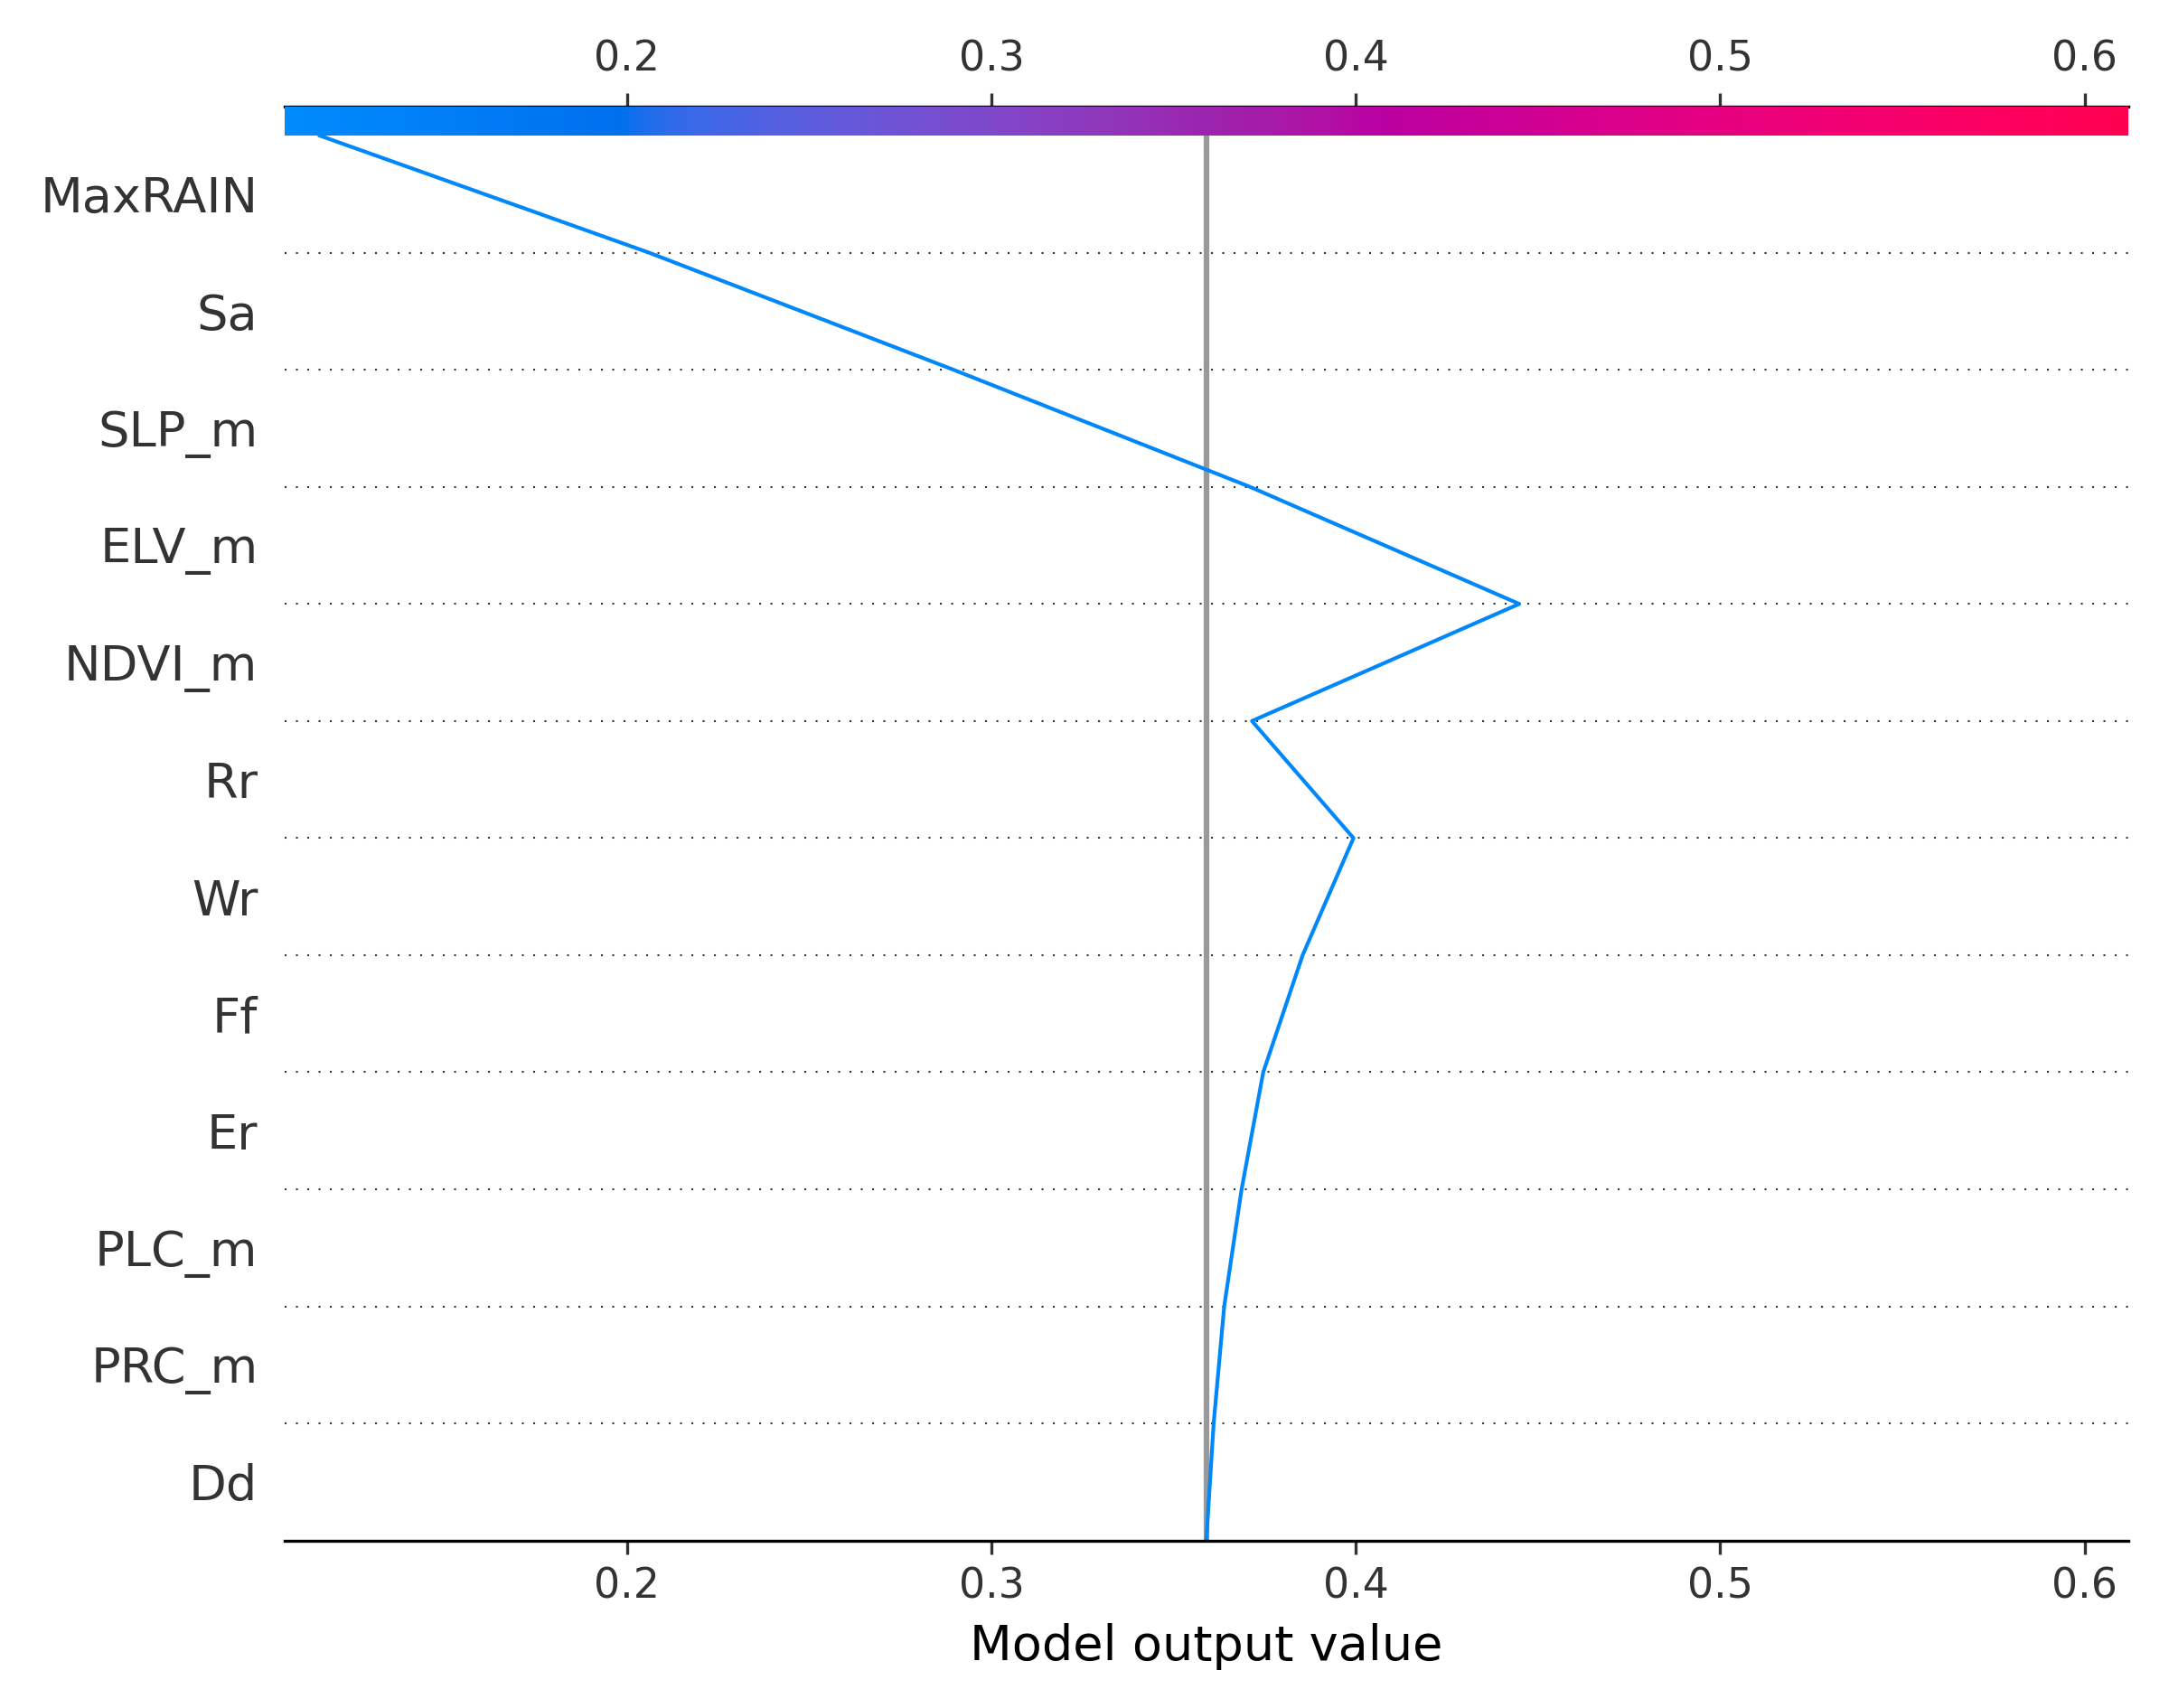 0.2 0.3 0.4 0.5 0.6
MaxRAIN
Sa
SLP_m
ELV_m
NDVI_m
Rr
Wr
Ff
Er
PLC_m
PRC_m
Dd
0.2 0.3 0.4 0.5 0.6
Model output value